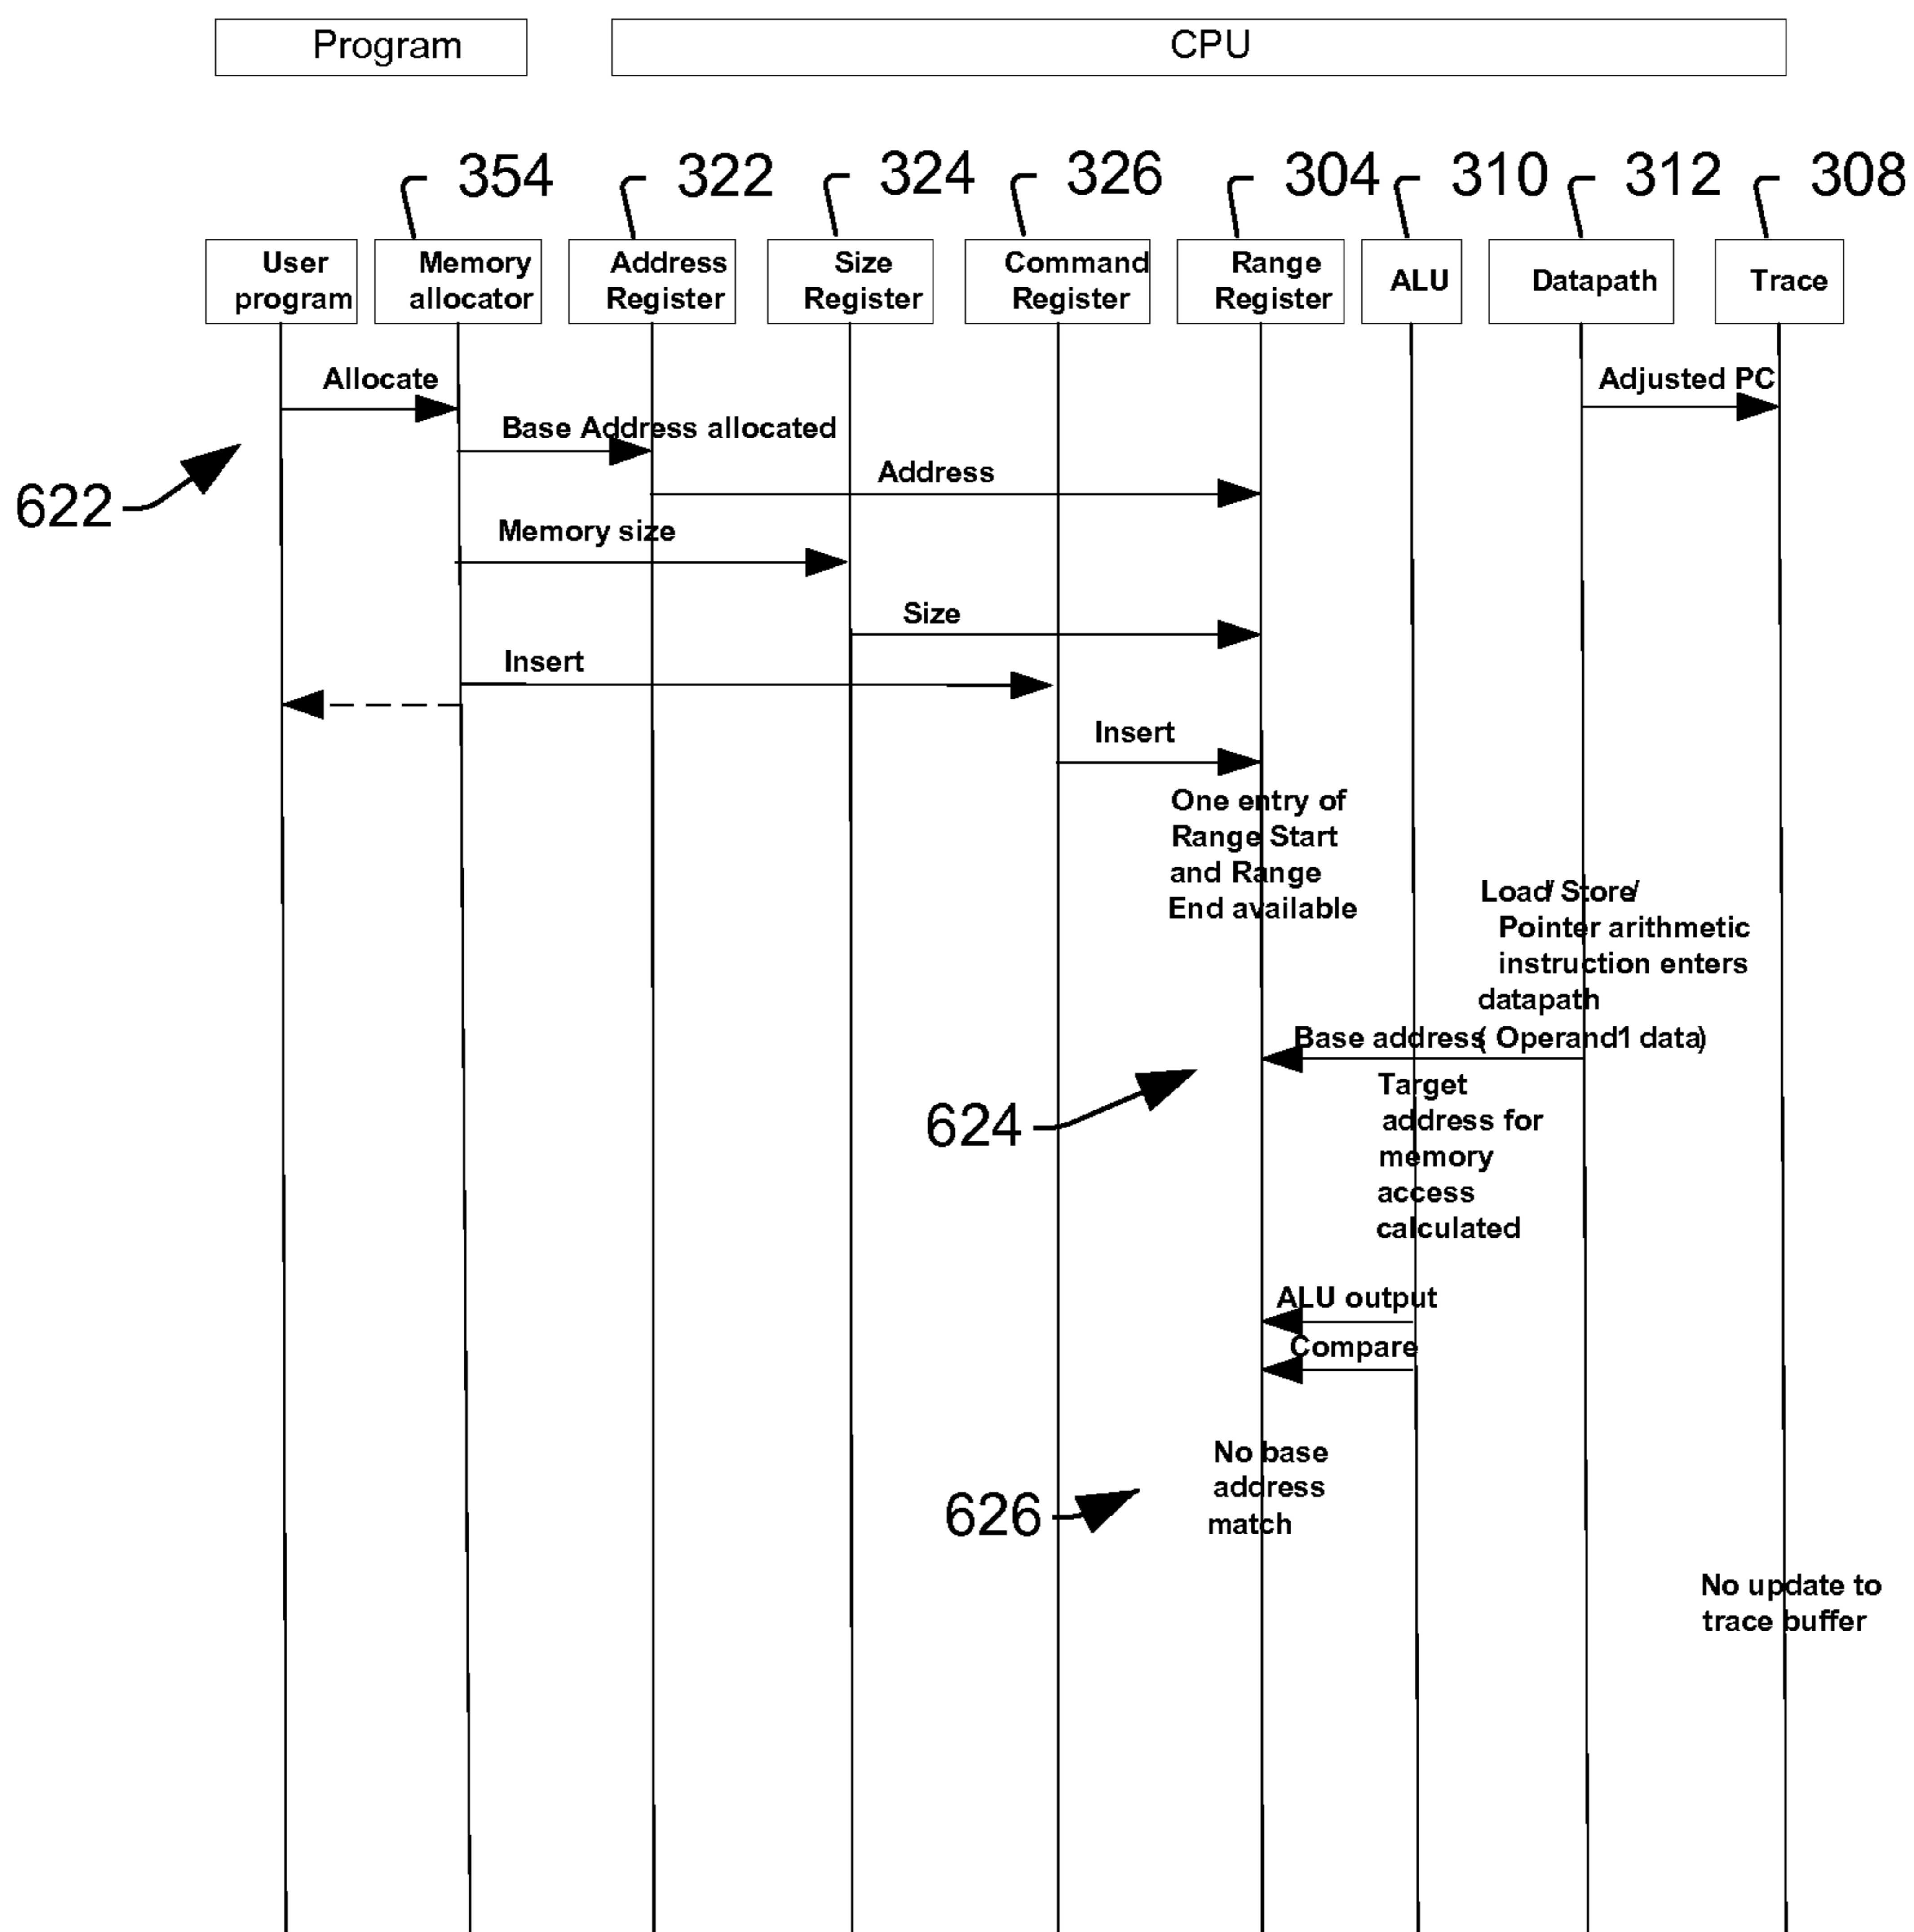 Program
CPU
354
322
324
326
304
310
312
308
User
program
Memory
allocator
Address
Register
Size
Register
Command
Register
Range
Register
ALU
Datapath
Trace
Allocate
Adjusted PC
Base Address allocated
Address
622
Memory size
Size
Insert
Insert
One entry of
Range Start
and Range
End available
Load/ Store/
Pointer arithmetic
instruction enters
datapath
Base address( Operand1 data)
624
Target
address for
memory
access
calculated
ALU output
Compare
626
No base
address
match
No update to
trace buffer